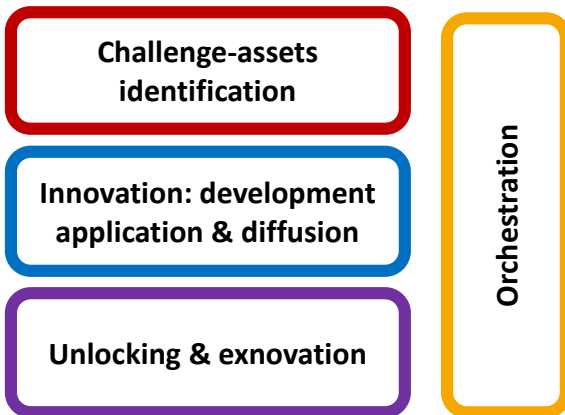 Challenge-assets
identification
Innovation: development
application & diffusion
Unlocking & exnovation
Orchestration